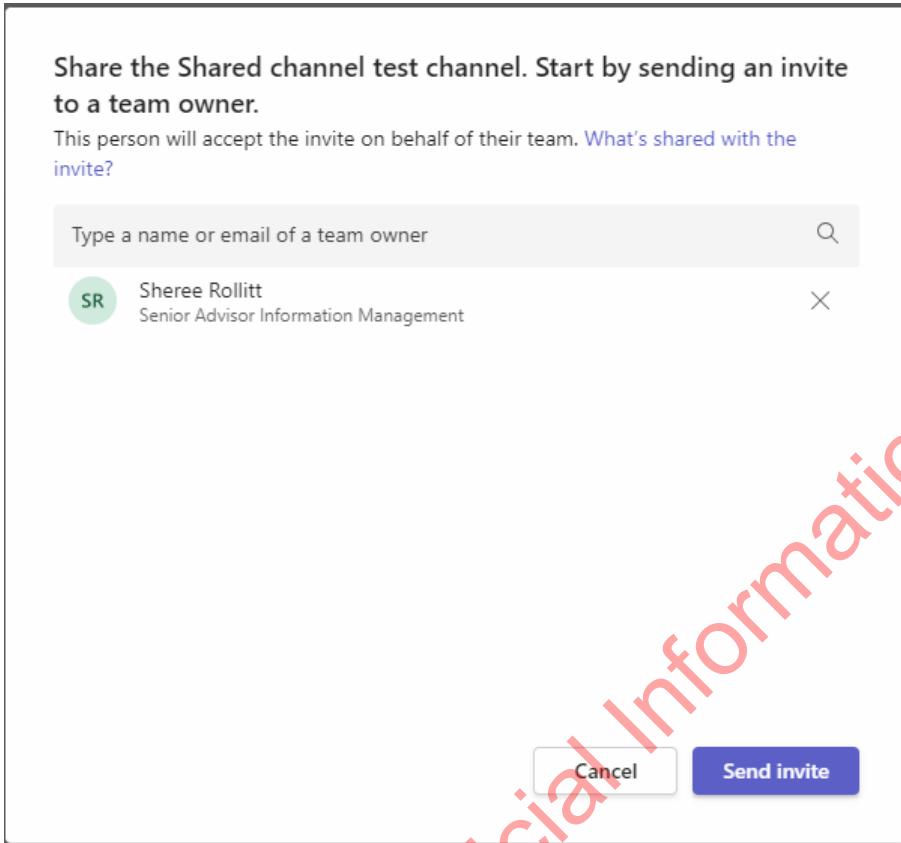 Share the Shared channel test channel. Start by sending an invite
to a team owner.
This person will accept the invite on behalf of their team. What's shared with the
invite?
Type a name or email of a team owner
SR
Sheree Rollitt
Senior Advisor Information Management
Cancel
Send invite